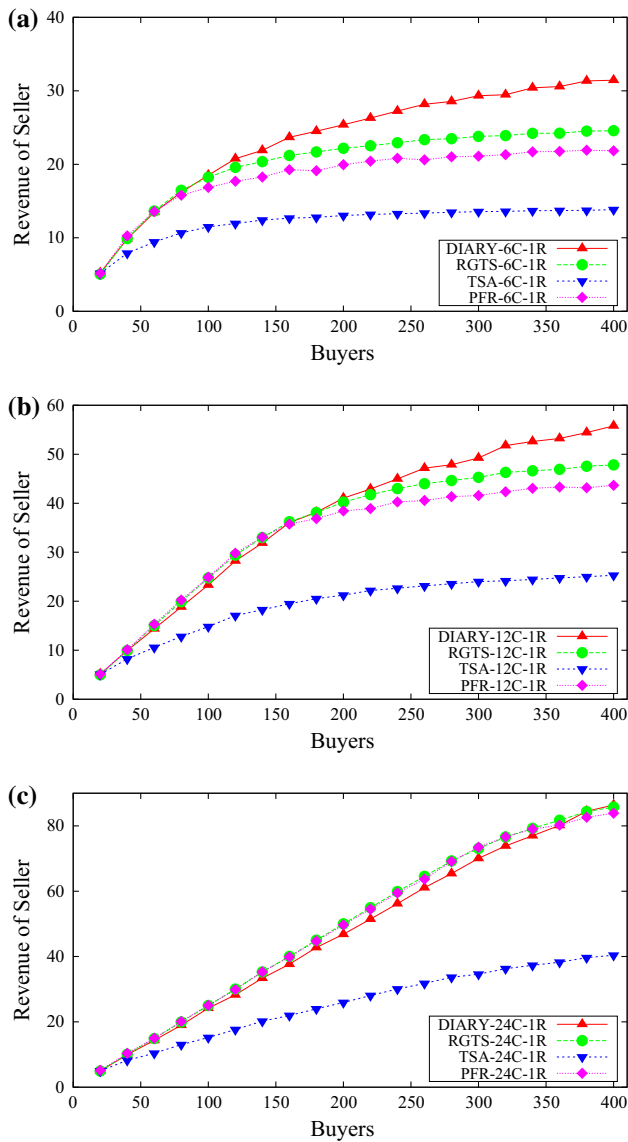 (a)
40
30
20
10
0
Revenue of Seller
DIARY-6C-1R
RGTS-6C-1R
TSA-6C-1R
PFR-6C-1R
0 50 100 150 200 250 300 350 400
Buyers
(b)
60
50
40
30
20
10
0
Revenue of Seller
DIARY-12C-1R
RGTS-12C-1R
TSA-12C-1R
PFR-12C-1R
0 50 100 150 200 250 300 350 400
Buyers
(c)
80
60
40
20
0
Revenue of Seller
DIARY-24C-1R
RGTS-24C-1R
TSA-24C-1R
PFR-24C-1R
0 50 100 150 200 250 300 350 400
Buyers